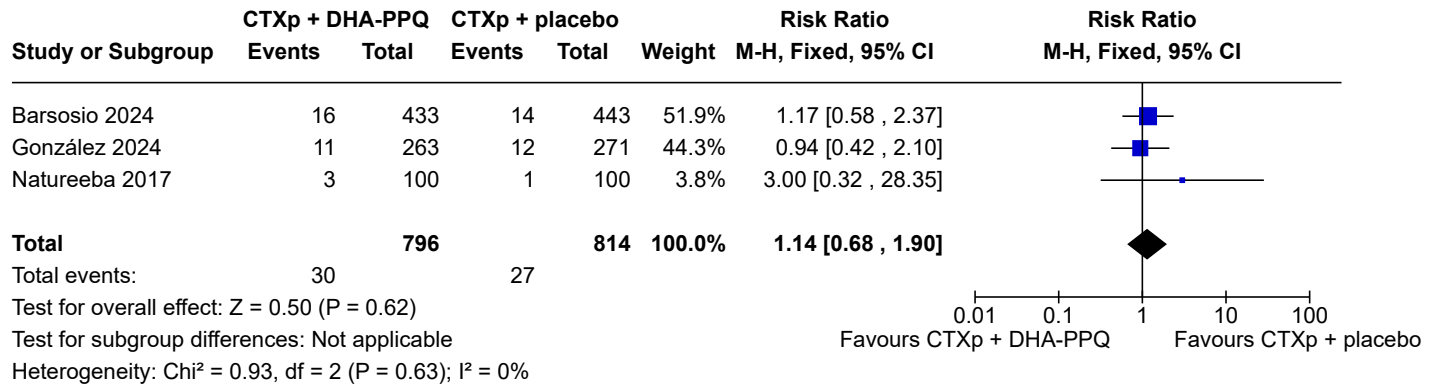 CTXp + DHA-PPQ CTXp + placebo Risk Ratio Risk Ratio
Study or Subgroup Events Total Events Total Weight M-H, Fixed, 95% CI M-H, Fixed, 95% CI
Barsosio 2024 16 433 14 443 51.9% 1.17 [0.58 , 2.37]
González 2024 11 263 12 271 44.3% 0.94 [0.42 , 2.10]
Natureeba 2017 3 100 1 100 3.8% 3.00 [0.32 , 28.35]
Total 796 814 100.0% 1.14 [0.68 , 1.90]
Total events: 30 27
Test for overall effect: Z = 0.50 (P = 0.62)
0.01 0.1 1 10 100
Test for subgroup differences: Not applicable
Favours CTXp + DHA-PPQ Favours CTXp + placebo
Heterogeneity: Chi² = 0.93, df = 2 (P = 0.63); I² = 0%